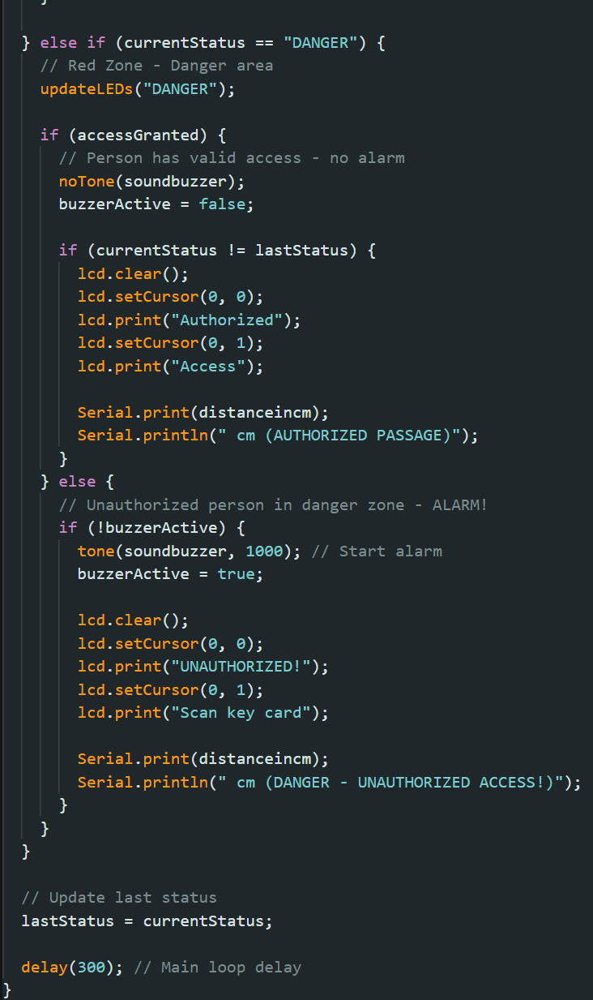 }
} else if (currentStatus == "DANGER") {
// Red Zone - Danger area
updateLEDs("DANGER");
if (accessGranted) {
// Person has valid access - no alarm
noTone(soundbuzzer);
buzzerActive = false;
if (currentStatus != lastStatus) {
lcd.clear();
lcd.setCursor(0, 0);
lcd.print("Authorized");
lcd.setCursor(0, 1);
lcd.print("Access");
Serial.print(distanceincm);
Serial.println(" cm (AUTHORIZED PASSAGE)");
}
} else {
// Unauthorized person in danger zone - ALARM!
if (!buzzerActive) {
tone(soundbuzzer, 1000); // Start alarm
buzzerActive = true;
lcd.clear();
lcd.setCursor(0, 0);
lcd.print("UNAUTHORIZED!");
lcd.setCursor(0, 1);
lcd.print("Scan key card");
Serial.print(distanceincm);
Serial.println(" cm (DANGER - UNAUTHORIZED ACCESS!)");
}
}
}
// Update last status
lastStatus = currentStatus;
delay(300); // Main loop delay
}